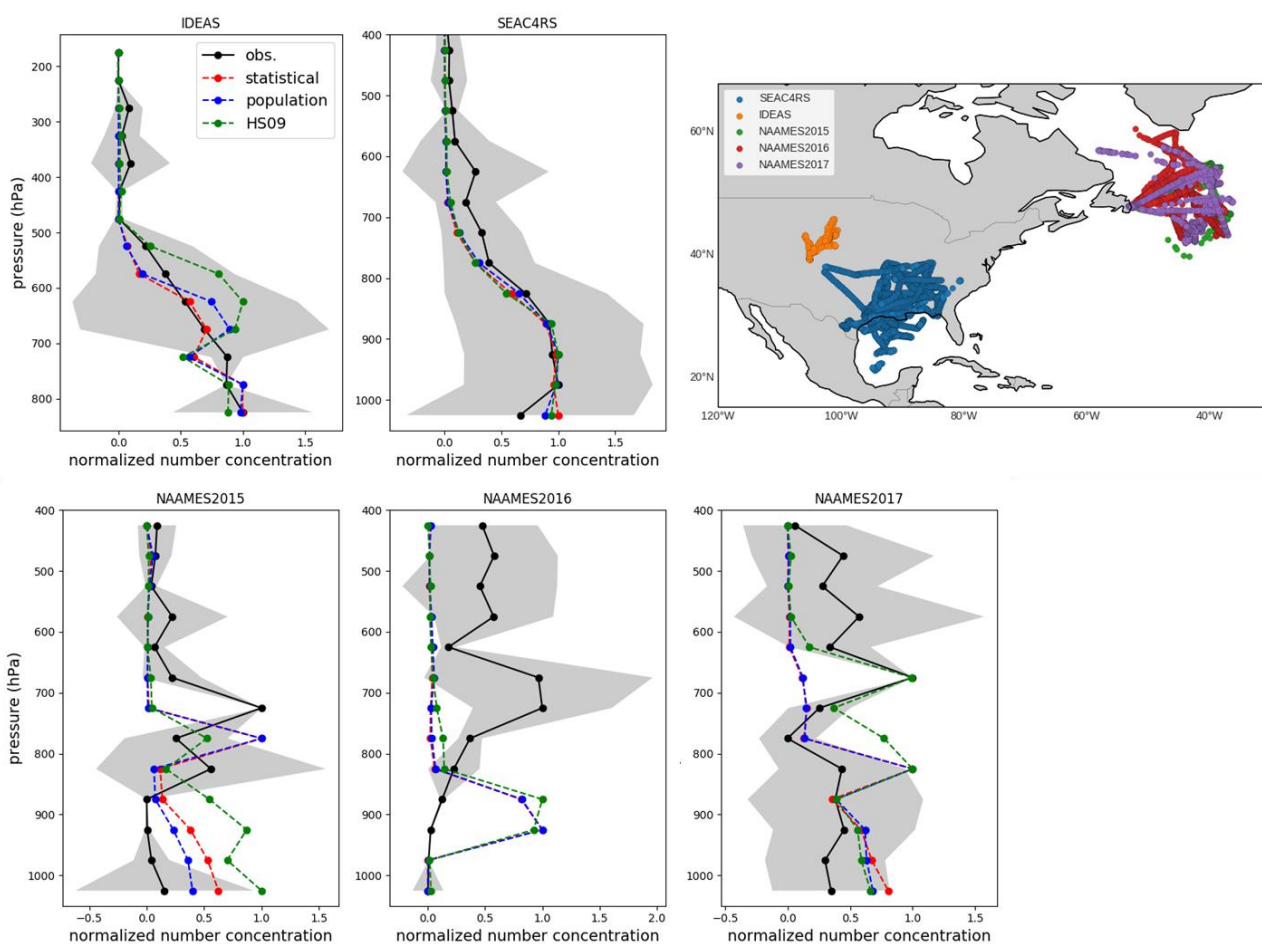 IDEAS
200
300
400
500
600
700
800
pressure (hPa)
0.0 0.5 1.0 1.5
normalized number concentration
obs.
statistical
population
HS09
SEAC4RS
400
500
600
700
800
900
1000
0.0 0.5 1.0 1.5
normalized number concentration
SEAC4RS
IDEAS
NAAMES2015
NAAMES2016
NAAMES2017
60°N
40°N
20°N
120°W 100°W 80°W 60°W 40°W
NAAMES2015
400
500
600
700
800
900
1000
pressure (hPa)
−0.5 0.0 0.5 1.0 1.5
normalized number concentration
NAAMES2016
400
500
600
700
800
900
1000
0.0 0.5 1.0 1.5 2.0
normalized number concentration
NAAMES2017
400
500
600
700
800
900
1000
−0.5 0.0 0.5 1.0 1.5
normalized number concentration